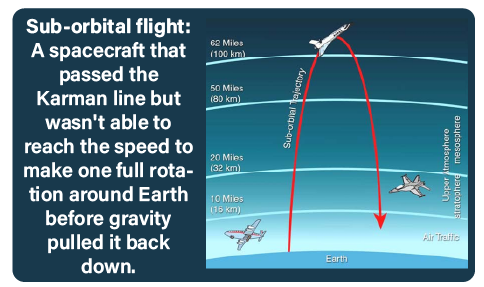 Sub-orbital flight:
A spacecraft that
passed the
Karman line but
wasn't able to
reach the speed to
make one full rota-
tion around Earth
before gravity
pulled it back
down.
62 Miles
(100 km)
50 Miles
(80 km)
Sub-orbital Trajectory
20 Miles
(32 km)
10 Miles
(16 km)
Upper Atmosphere
stratosphere mesosphere
Air Traffic
Earth